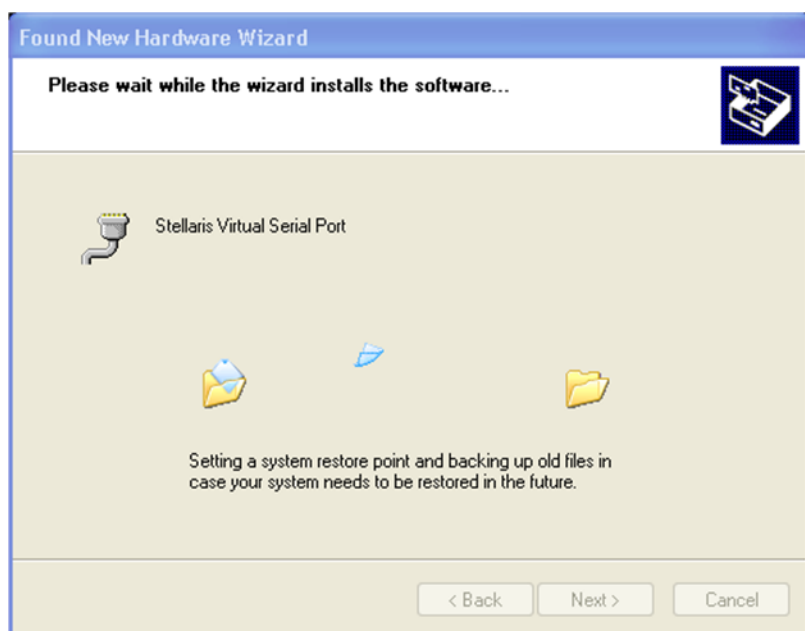 Found New Hardware Wizard
Please wait while the wizard installs the software...
Stellaris Virtual Serial Port
Setting a system restore point and backing up old files in
case your system needs to be restored in the future.
< Back Next > Cancel